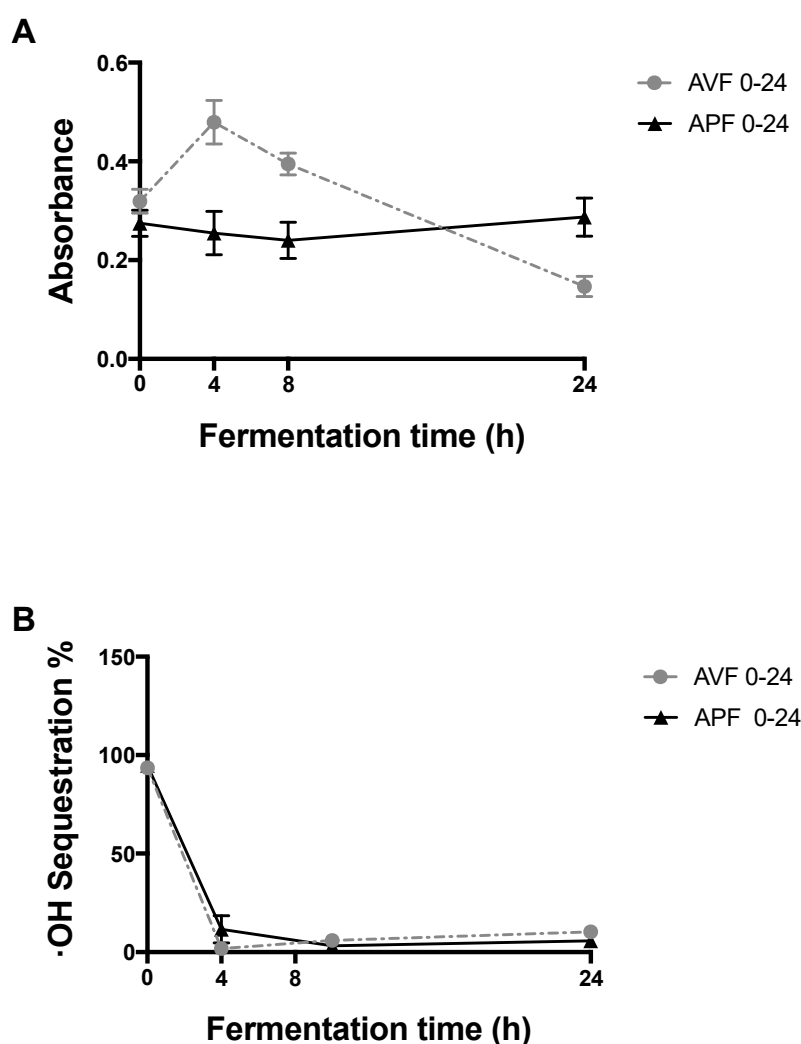 A
0.6
0.4
0.2
0.0
Absorbance
0 4 8 24
Fermentation time (h)
AVF 0-24
APF 0-24
B
150
100
50
0
·OH Sequestration %
0 4 8 24
Fermentation time (h)
AVF 0-24
APF 0-24